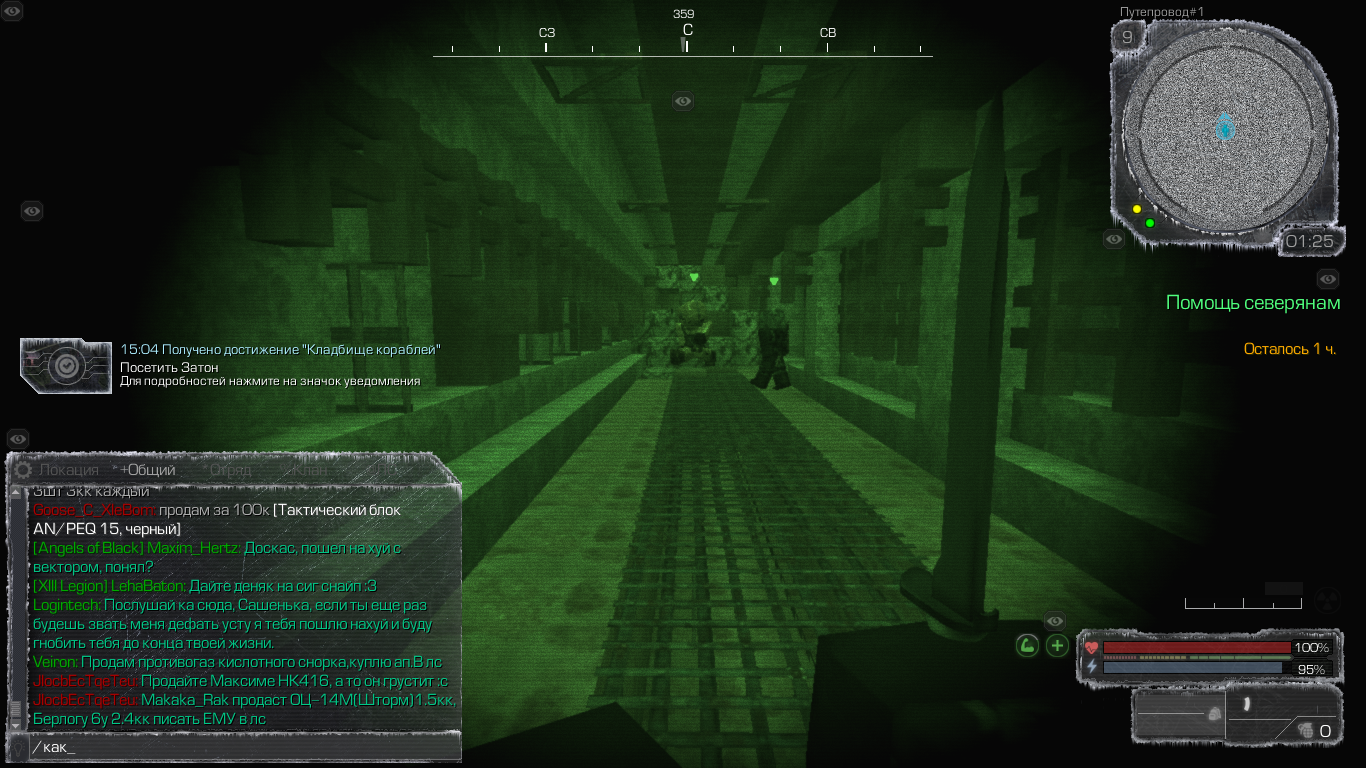 359
С
СЗ
СВ
Путепровод#1
9
01:25
Помощь северянам
Осталось 1 ч.
15:04 Получено достижение "Кладбище кораблей"
Посетить Затон
Для подробностей нажмите на значок уведомления
Локация *+Общий *Отряд Клан
3шт 3кк каждый
Goose_C_XleBom: продам за 100к [Тактический блок
AN/PEQ 15, черный]
[Angels of Black] Maxim_Hertz: Доскас, пошел на хуй с
вектором, понял?
[XIII Legion] LehaBaton: Дайте деняк на сиг снайп :3
Logintech: Послушай ка сюда, Сашенька, если ты еще раз
будешь звать меня дефать усту я тебя пошлю нахуй и буду
гнобить тебя до конца твоей жизни.
Veiron: Продам противогаз кислотного снорка,куплю ап.В лс
Продайте Максиме НК416, а то он грустит :с
Makaka_Rak продаст ОЦ-14М(Шторм)1.5кк,
Берлогу 6у 2.4кк писать ЕМУ в лс
/как_
100%
95%
0